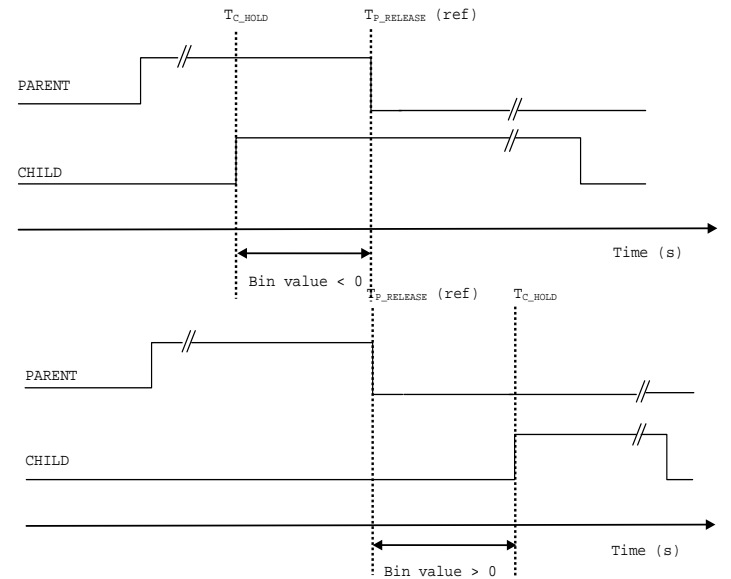 T_C_HOLD T_P_RELEASE (ref)
PARENT
CHILD
Time (s)
Bin value < 0
T_P_RELEASE (ref) T_C_HOLD
PARENT
CHILD
Time (s)
Bin value > 0